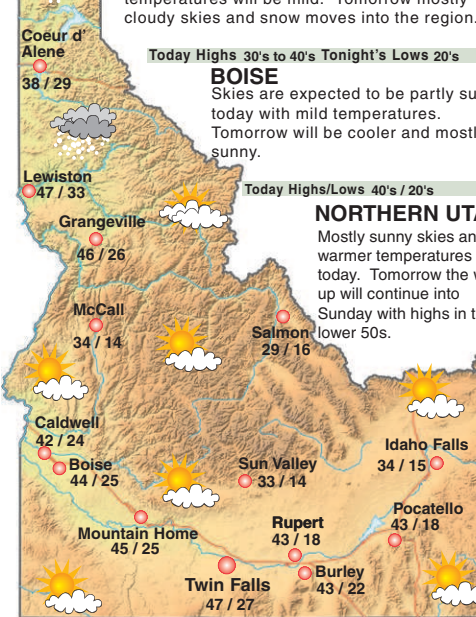 temperatures will be mild. Tomorrow mostly
cloudy skies and snow moves into the region.
Coeur d'
Alene
38 / 29
Today Highs 30's to 40's Tonight's Lows 20's
BOISE
Skies are expected to be partly
today with mild temperatures.
Tomorrow will be cooler and
sunny.
Lewiston
47 / 33
Today Highs/Lows 40's / 20's
Grangeville
46 / 26
NORTHERN
Mostly sunny skies
warmer temperatures
today. Tomorrow the
up will continue into
Sunday with highs in
lower 50s.
McCall
34 / 14
Salmon
29 / 16
Caldwell
42 / 24
Boise
44 / 25
Sun Valley
33 / 14
Idaho Falls
34 / 15
Mountain Home
45 / 25
Rupert
43 / 18
Pocatello
43 / 18
Twin Falls
47 / 27
Burley
43 / 22